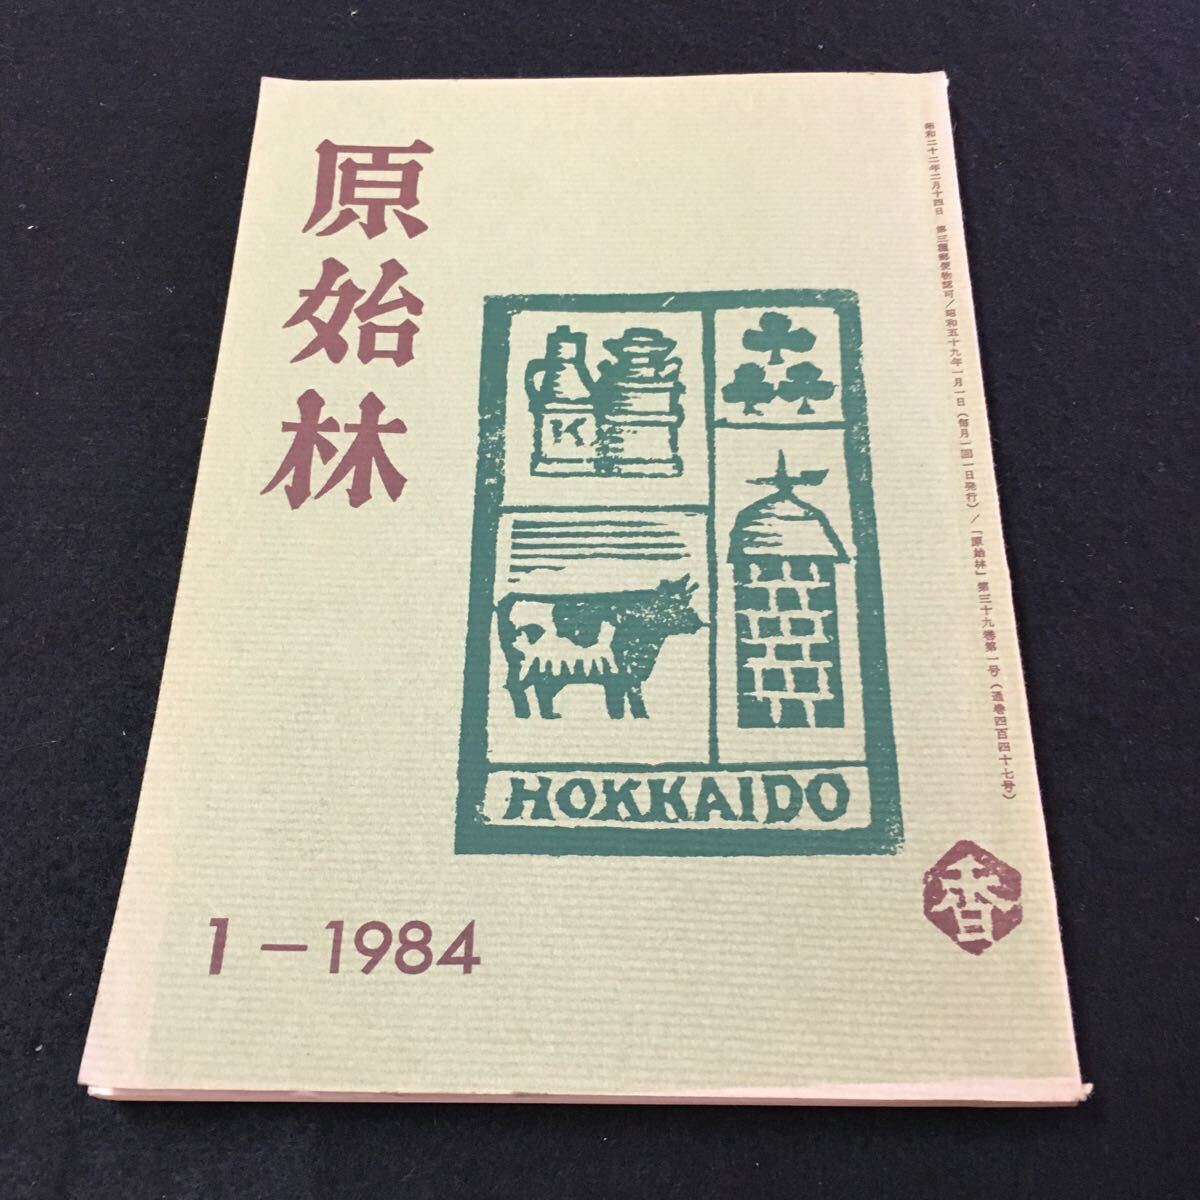 原始林
昭和二十二年二月十四日 第三種郵便物認可／昭和五十九年一月一日（毎月一回一日発行）／「原始林」第三十九巻第一号（通巻四百四十七号）
K
HOKKAIDO
香
1－1984